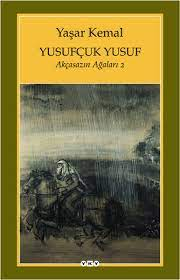 Yaşar Kemal
YUSUFÇUK YUSUF
Akçasazın Ağaları 2
YKY